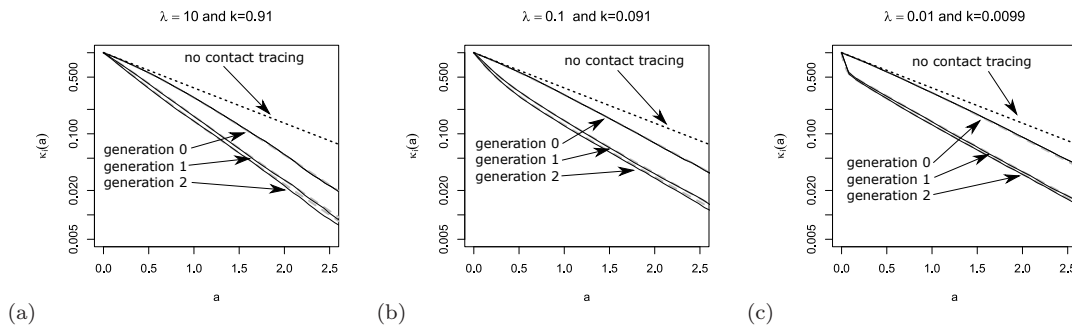 λ = 10 and k=0.91
κᵢ(a)
0.500
0.100
0.020
0.005
no contact tracing
generation 0
generation 1
generation 2
0.0 0.5 1.0 1.5 2.0 2.5
a
(a)
λ = 0.1 and k=0.091
κᵢ(a)
0.500
0.100
0.020
0.005
no contact tracing
generation 0
generation 1
generation 2
0.0 0.5 1.0 1.5 2.0 2.5
a
(b)
λ = 0.01 and k=0.0099
κᵢ(a)
0.500
0.100
0.020
0.005
no contact tracing
generation 0
generation 1
generation 2
0.0 0.5 1.0 1.5 2.0 2.5
a
(c)